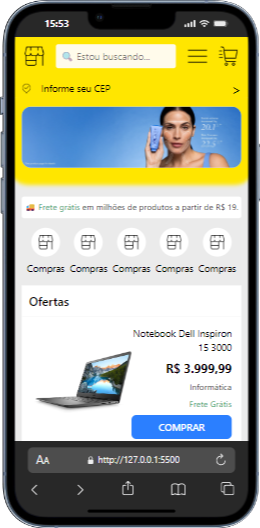 15:53
Estou buscando...
Informe seu CEP
Frete grátis em milhões de produtos a partir de R$ 19.
Compras Compras Compras Compras Compras
Ofertas
Notebook Dell Inspiron
15 3000
R$ 3.999,99
Informática
Frete Grátis
COMPRAR
AA
http://127.0.0.1:5500